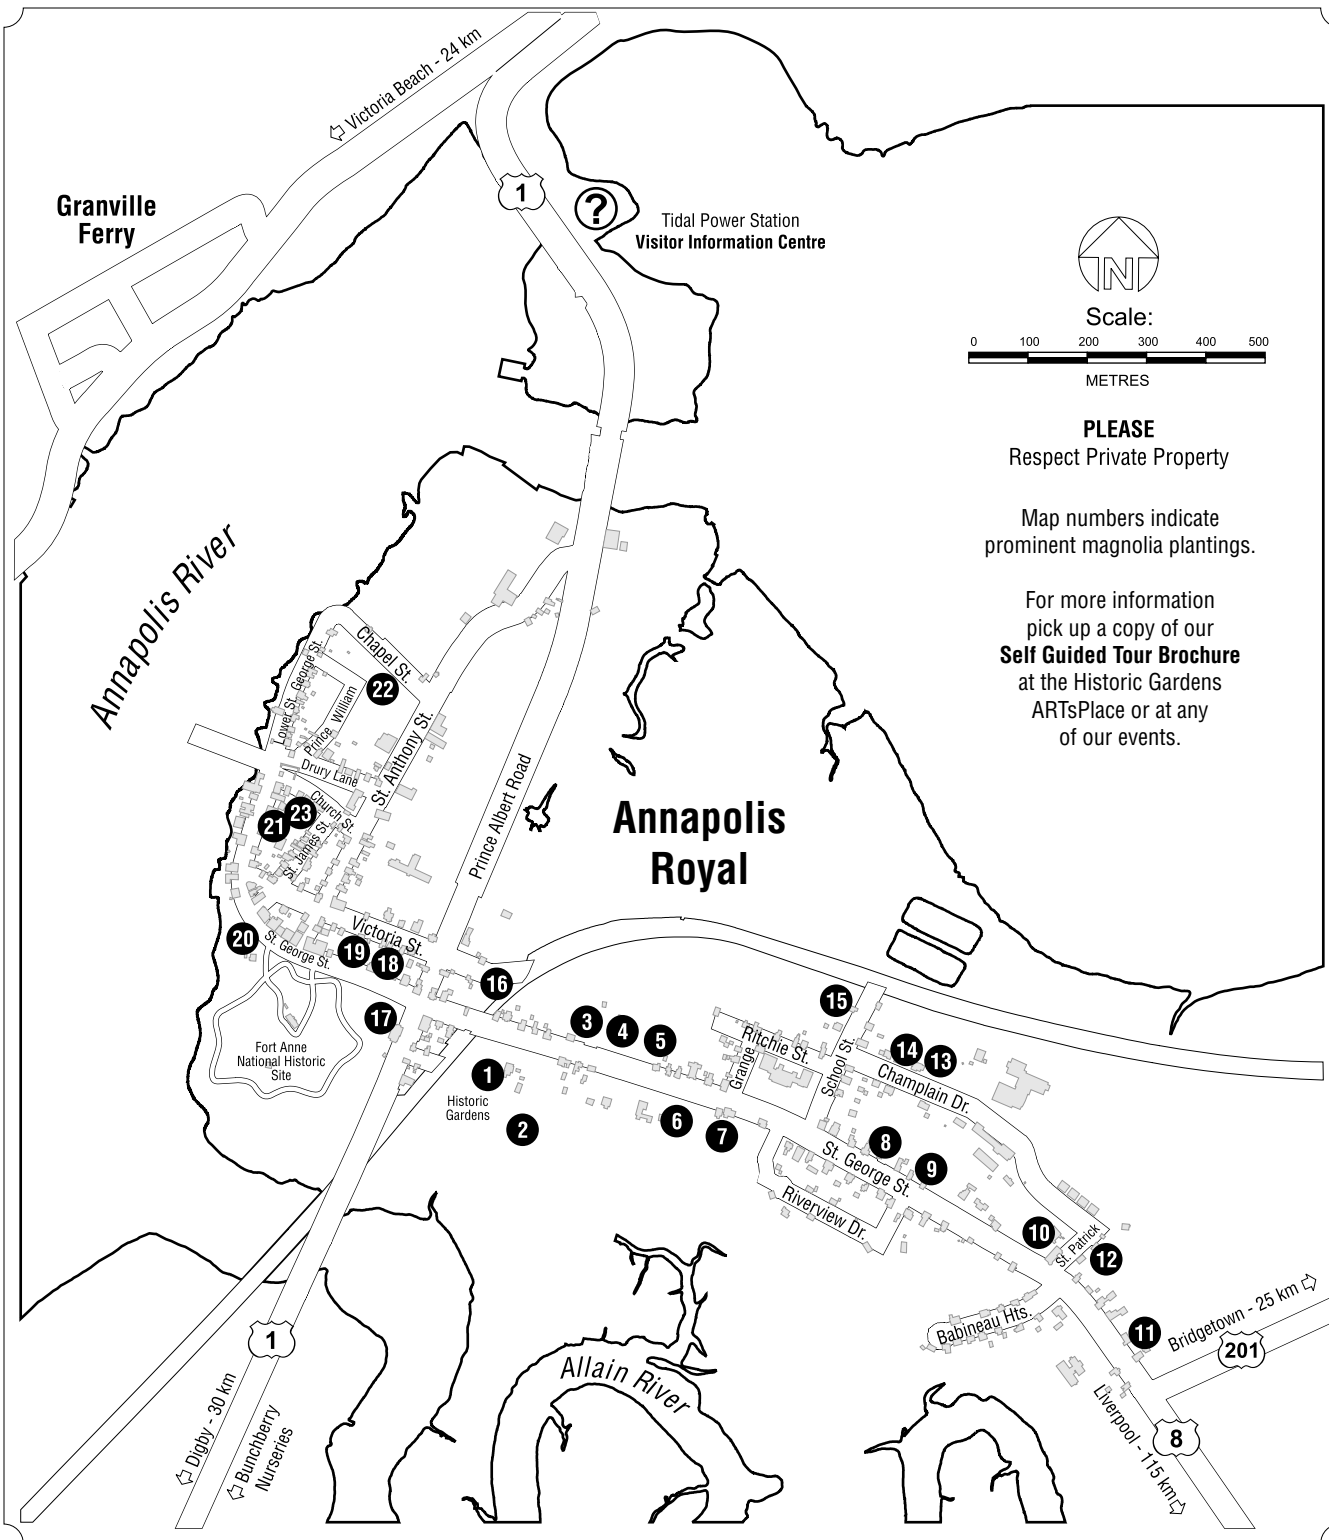 Victoria Beach - 24 km
Granville
Ferry
1
?
Tidal Power Station
Visitor Information Centre
N
Scale:
0 100 200 300 400 500
METRES
PLEASE
Respect Private Property
Map numbers indicate
prominent magnolia plantings.
For more information
pick up a copy of our
Self Guided Tour Brochure
at the Historic Gardens
ARTsPlace or at any
of our events.
Annapolis River
Chapel St.
Lower St. George St.
Prince William
22
Drury Lane
St. Anthony St.
Church St.
23
21
St. James St.
Prince Albert Road
Annapolis
Royal
Victoria St.
20
St. George St.
19
18
16
17
Fort Anne
National Historic
Site
3
4
5
15
Ritchie St.
Grange
School St.
14
13
Champlain Dr.
1
Historic
Gardens
2
6
7
8
9
St. George St.
Riverview Dr.
10
St. Patrick
12
11
Babineau Hts.
Bridgetown - 25 km
201
1
Allain River
Digby - 30 km
Bunchberry
Nurseries
Liverpool - 115 km
8